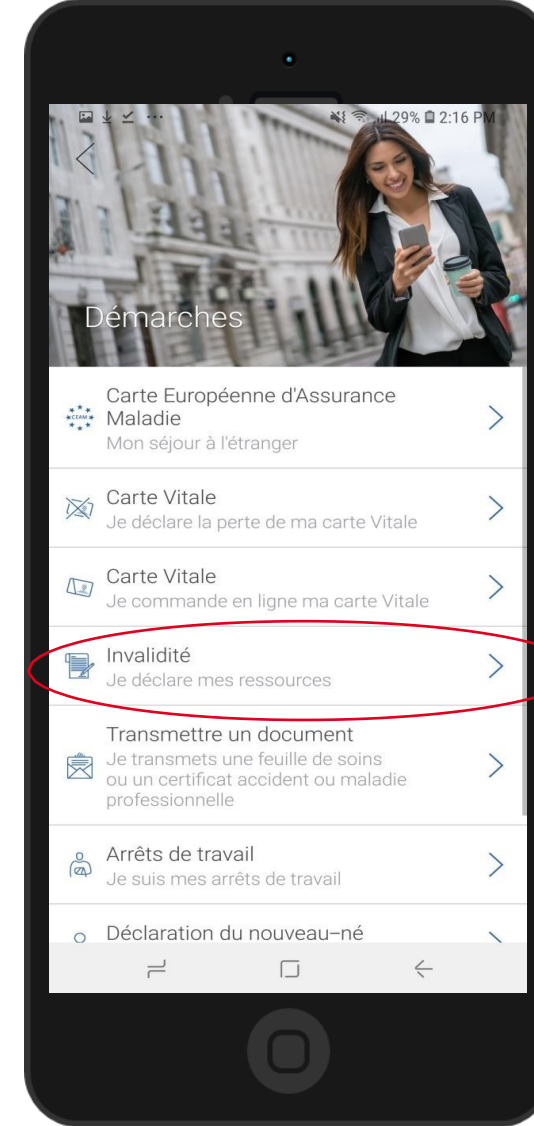 29% 2:16 PM
Démarches
Carte Européenne d'Assurance
Maladie
CEAM
Mon séjour à l'étranger
Carte Vitale
Je déclare la perte de ma carte Vitale
Carte Vitale
Je commande en ligne ma carte Vitale
Invalidité
Je déclare mes ressources
Transmettre un document
Je transmets une feuille de soins
ou un certificat accident ou maladie
professionnelle
Arrêts de travail
Je suis mes arrêts de travail
Déclaration du nouveau–né